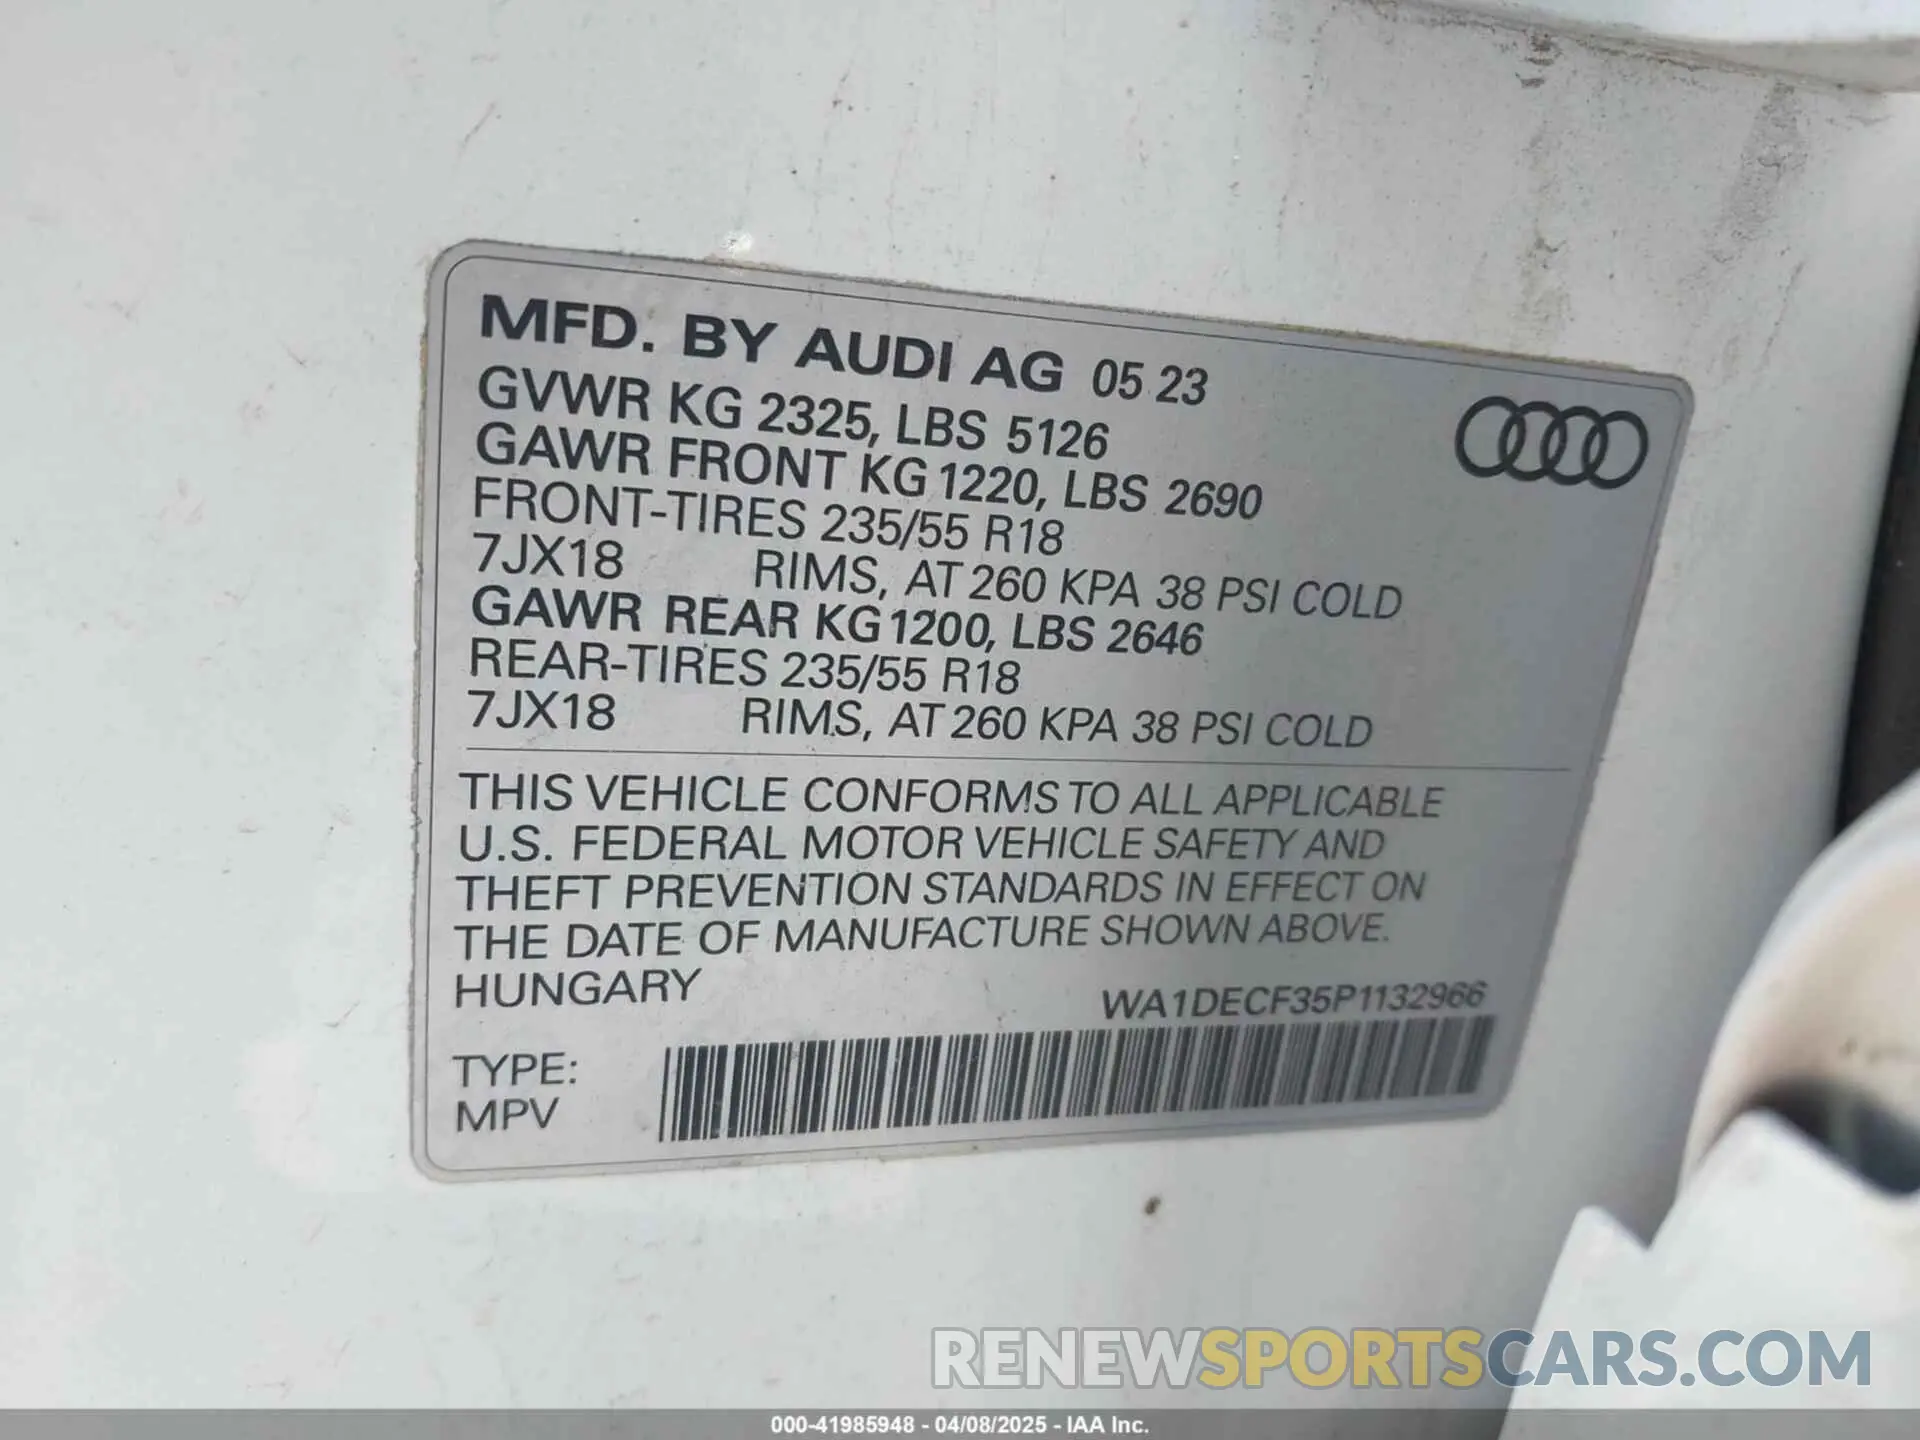 MFD. BY AUDI AG 05 23
GVWR KG 2325, LBS 5126
GAWR FRONT KG 1220, LBS 2690
FRONT-TIRES 235/55 R18
7JX18 RIMS, AT 260 KPA 38 PSI COLD
GAWR REAR KG 1200, LBS 2646
REAR-TIRES 235/55 R18
7JX18 RIMS, AT 260 KPA 38 PSI COLD
THIS VEHICLE CONFORMS TO ALL APPLICABLE
U.S. FEDERAL MOTOR VEHICLE SAFETY AND
THEFT PREVENTION STANDARDS IN EFFECT ON
THE DATE OF MANUFACTURE SHOWN ABOVE.
HUNGARY
WA1DECF35P1132966
TYPE:
MPV
RENEWSPORTSCARS.COM
000-41985948 - 04/08/2025 - IAA Inc.